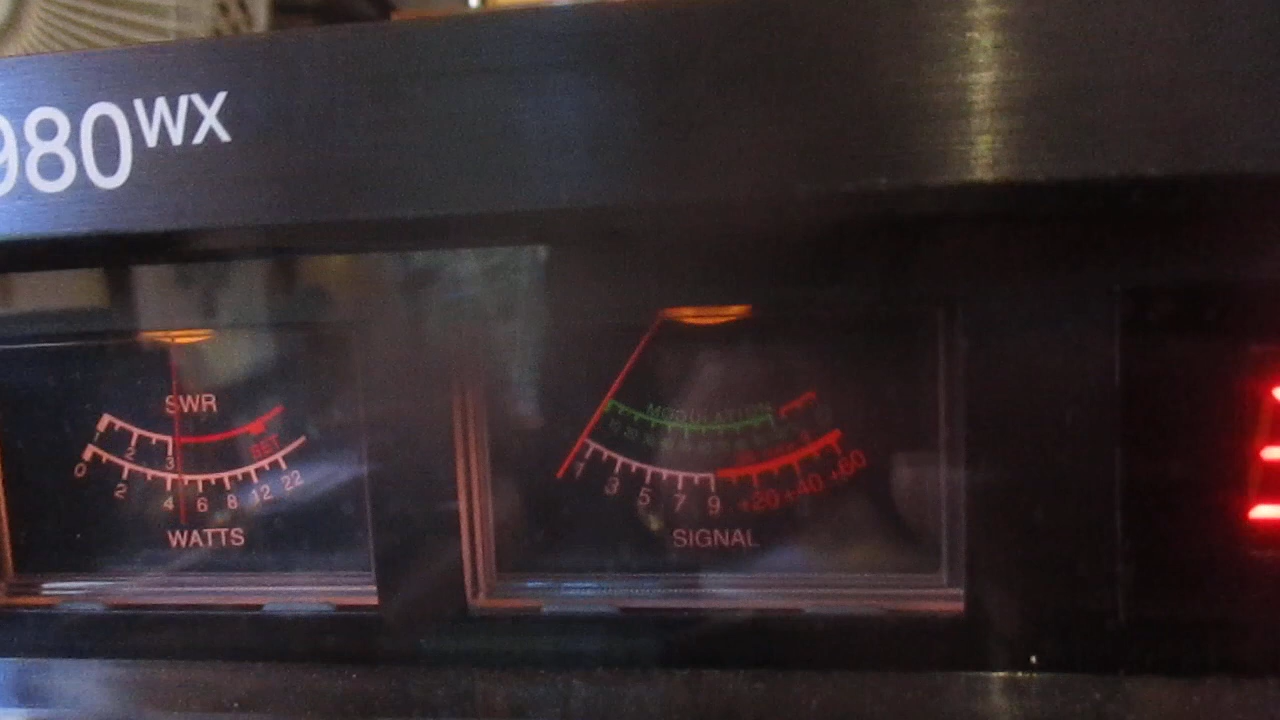 980WX
SWR
1 2 3 SET
0 2 4 6 8 12 22
WATTS
MODULATION
1 3 5 7 9 +20 +40 +60
SIGNAL